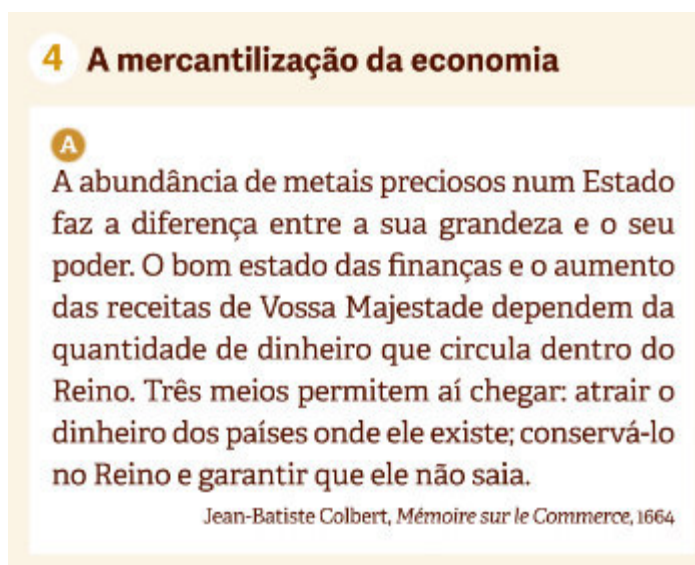 4 A mercantilização da economia
A
A abundância de metais preciosos num Estado
faz a diferença entre a sua grandeza e o seu
poder. O bom estado das finanças e o aumento
das receitas de Vossa Majestade dependem da
quantidade de dinheiro que circula dentro do
Reino. Três meios permitem aí chegar: atrair o
dinheiro dos países onde ele existe; conservá-lo
no Reino e garantir que ele não saia.
Jean-Batiste Colbert, Mémoire sur le Commerce, 1664